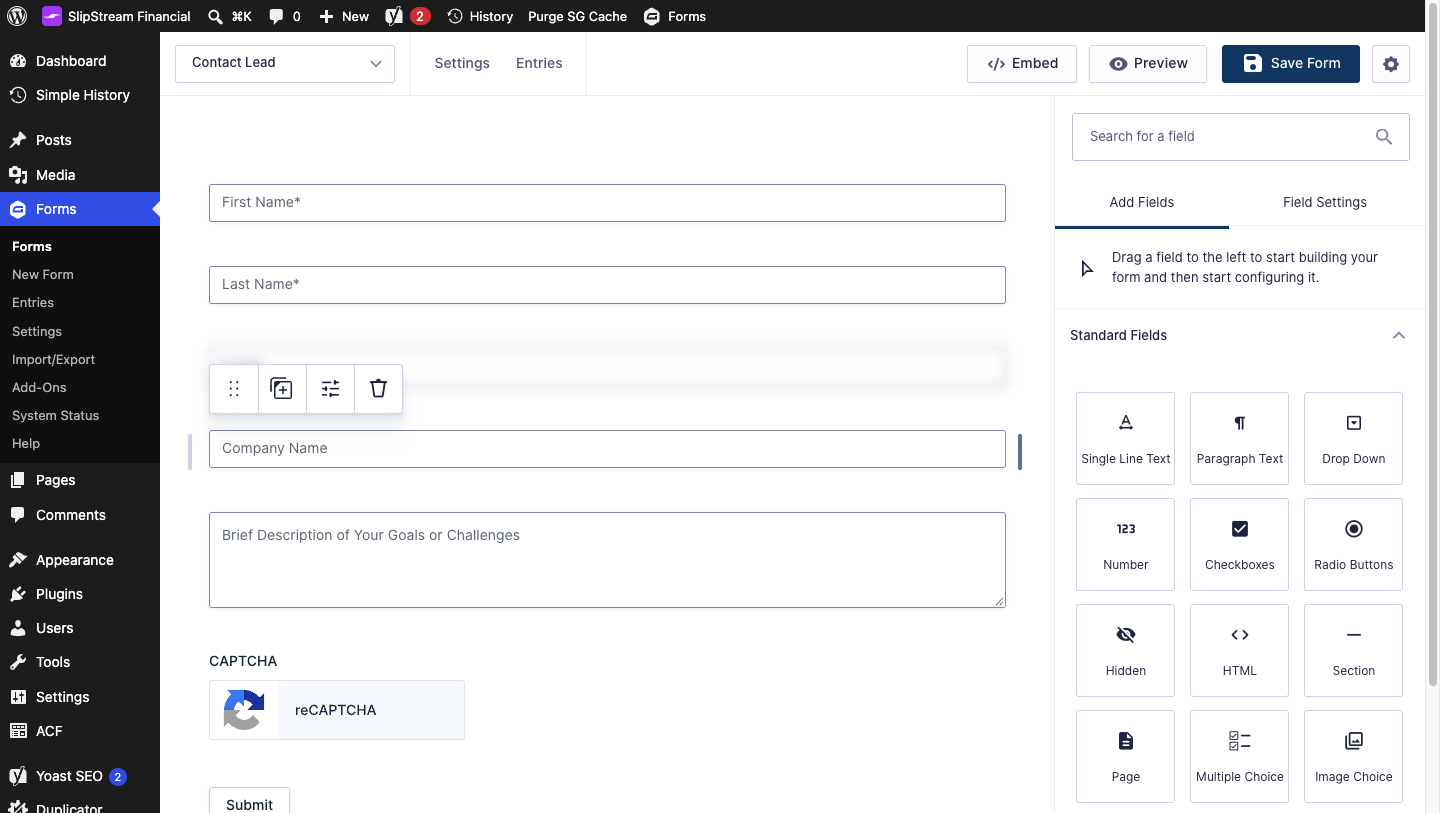 SlipStream Financial
⌘K
0
New
2
History
Purge SG Cache
Forms
Dashboard
Simple History
Posts
Media
Forms
Forms
New Form
Entries
Settings
Import/Export
Add-Ons
System Status
Help
Pages
Comments
Appearance
Plugins
Users
Tools
Settings
ACF
Yoast SEO 2
Duplicator
Contact Lead
Settings
Entries
Embed
Preview
Save Form
First Name*
Last Name*
Company Name
Brief Description of Your Goals or Challenges
CAPTCHA
reCAPTCHA
Submit
Search for a field
Add Fields
Field Settings
Drag a field to the left to start building your
form and then start configuring it.
Standard Fields
Single Line Text
Paragraph Text
Drop Down
123
Number
Checkboxes
Radio Buttons
Hidden
HTML
Section
Page
Multiple Choice
Image Choice